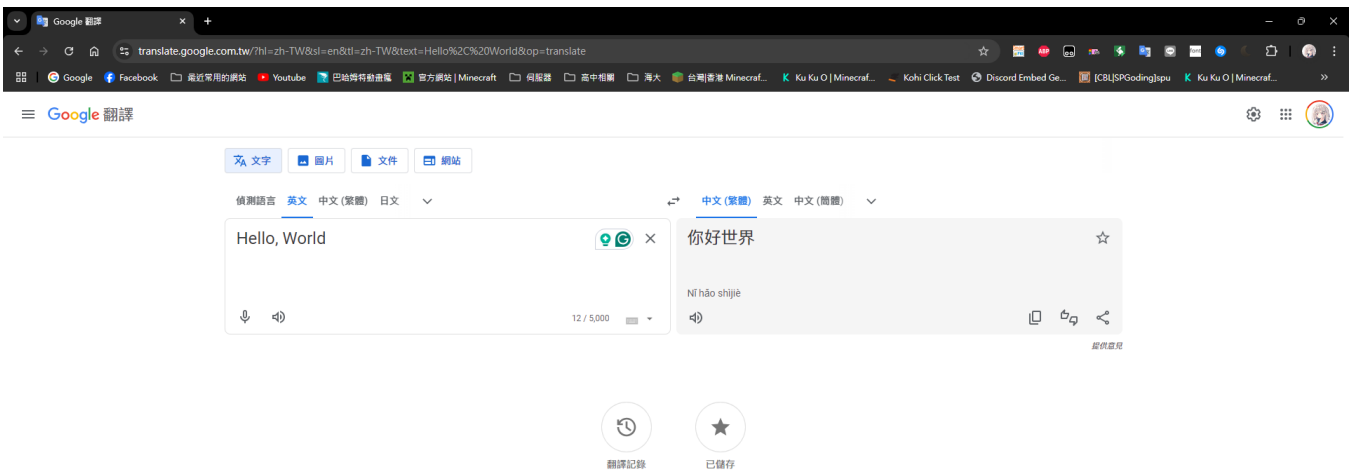 Google 翻譯
translate.google.com.tw/?hl=zh-TW&sl=en&tl=zh-TW&text=Hello%2C%20World&op=translate
Google Facebook 最近常用的網站 Youtube 巴哈姆特動畫瘋 官方網站 | Minecraft 伺服器 高中相關 海大 台灣|香港 Minecraf... Ku Ku O | Minecraf... Kohi Click Test Discord Embed Ge... [CBL|SPGoding]spu Ku Ku O | Minecraf...
Google 翻譯
文字 圖片 文件 網站
偵測語言 英文 中文 (繁體) 日文 中文 (繁體) 英文 中文 (簡體)
Hello, World 你好世界
Nǐ hǎo shìjiè
12 / 5,000
提供意見
翻譯記錄 已儲存